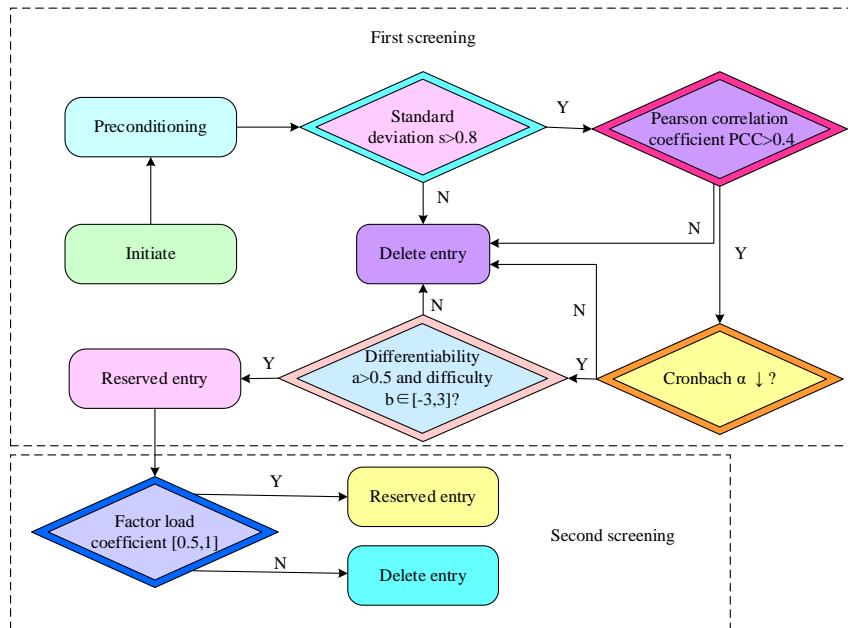 First screening
Preconditioning
Standard
deviation s>0.8
Y
Pearson correlation
coefficient PCC>0.4
N
N
Y
Initiate
Delete entry
N
N
Reserved entry
Y
Differentiability
a>0.5 and difficulty
b∈[-3,3]?
Y
Cronbach α ↓ ?
Factor load
coefficient [0.5,1]
Y
Reserved entry
Second screening
N
Delete entry